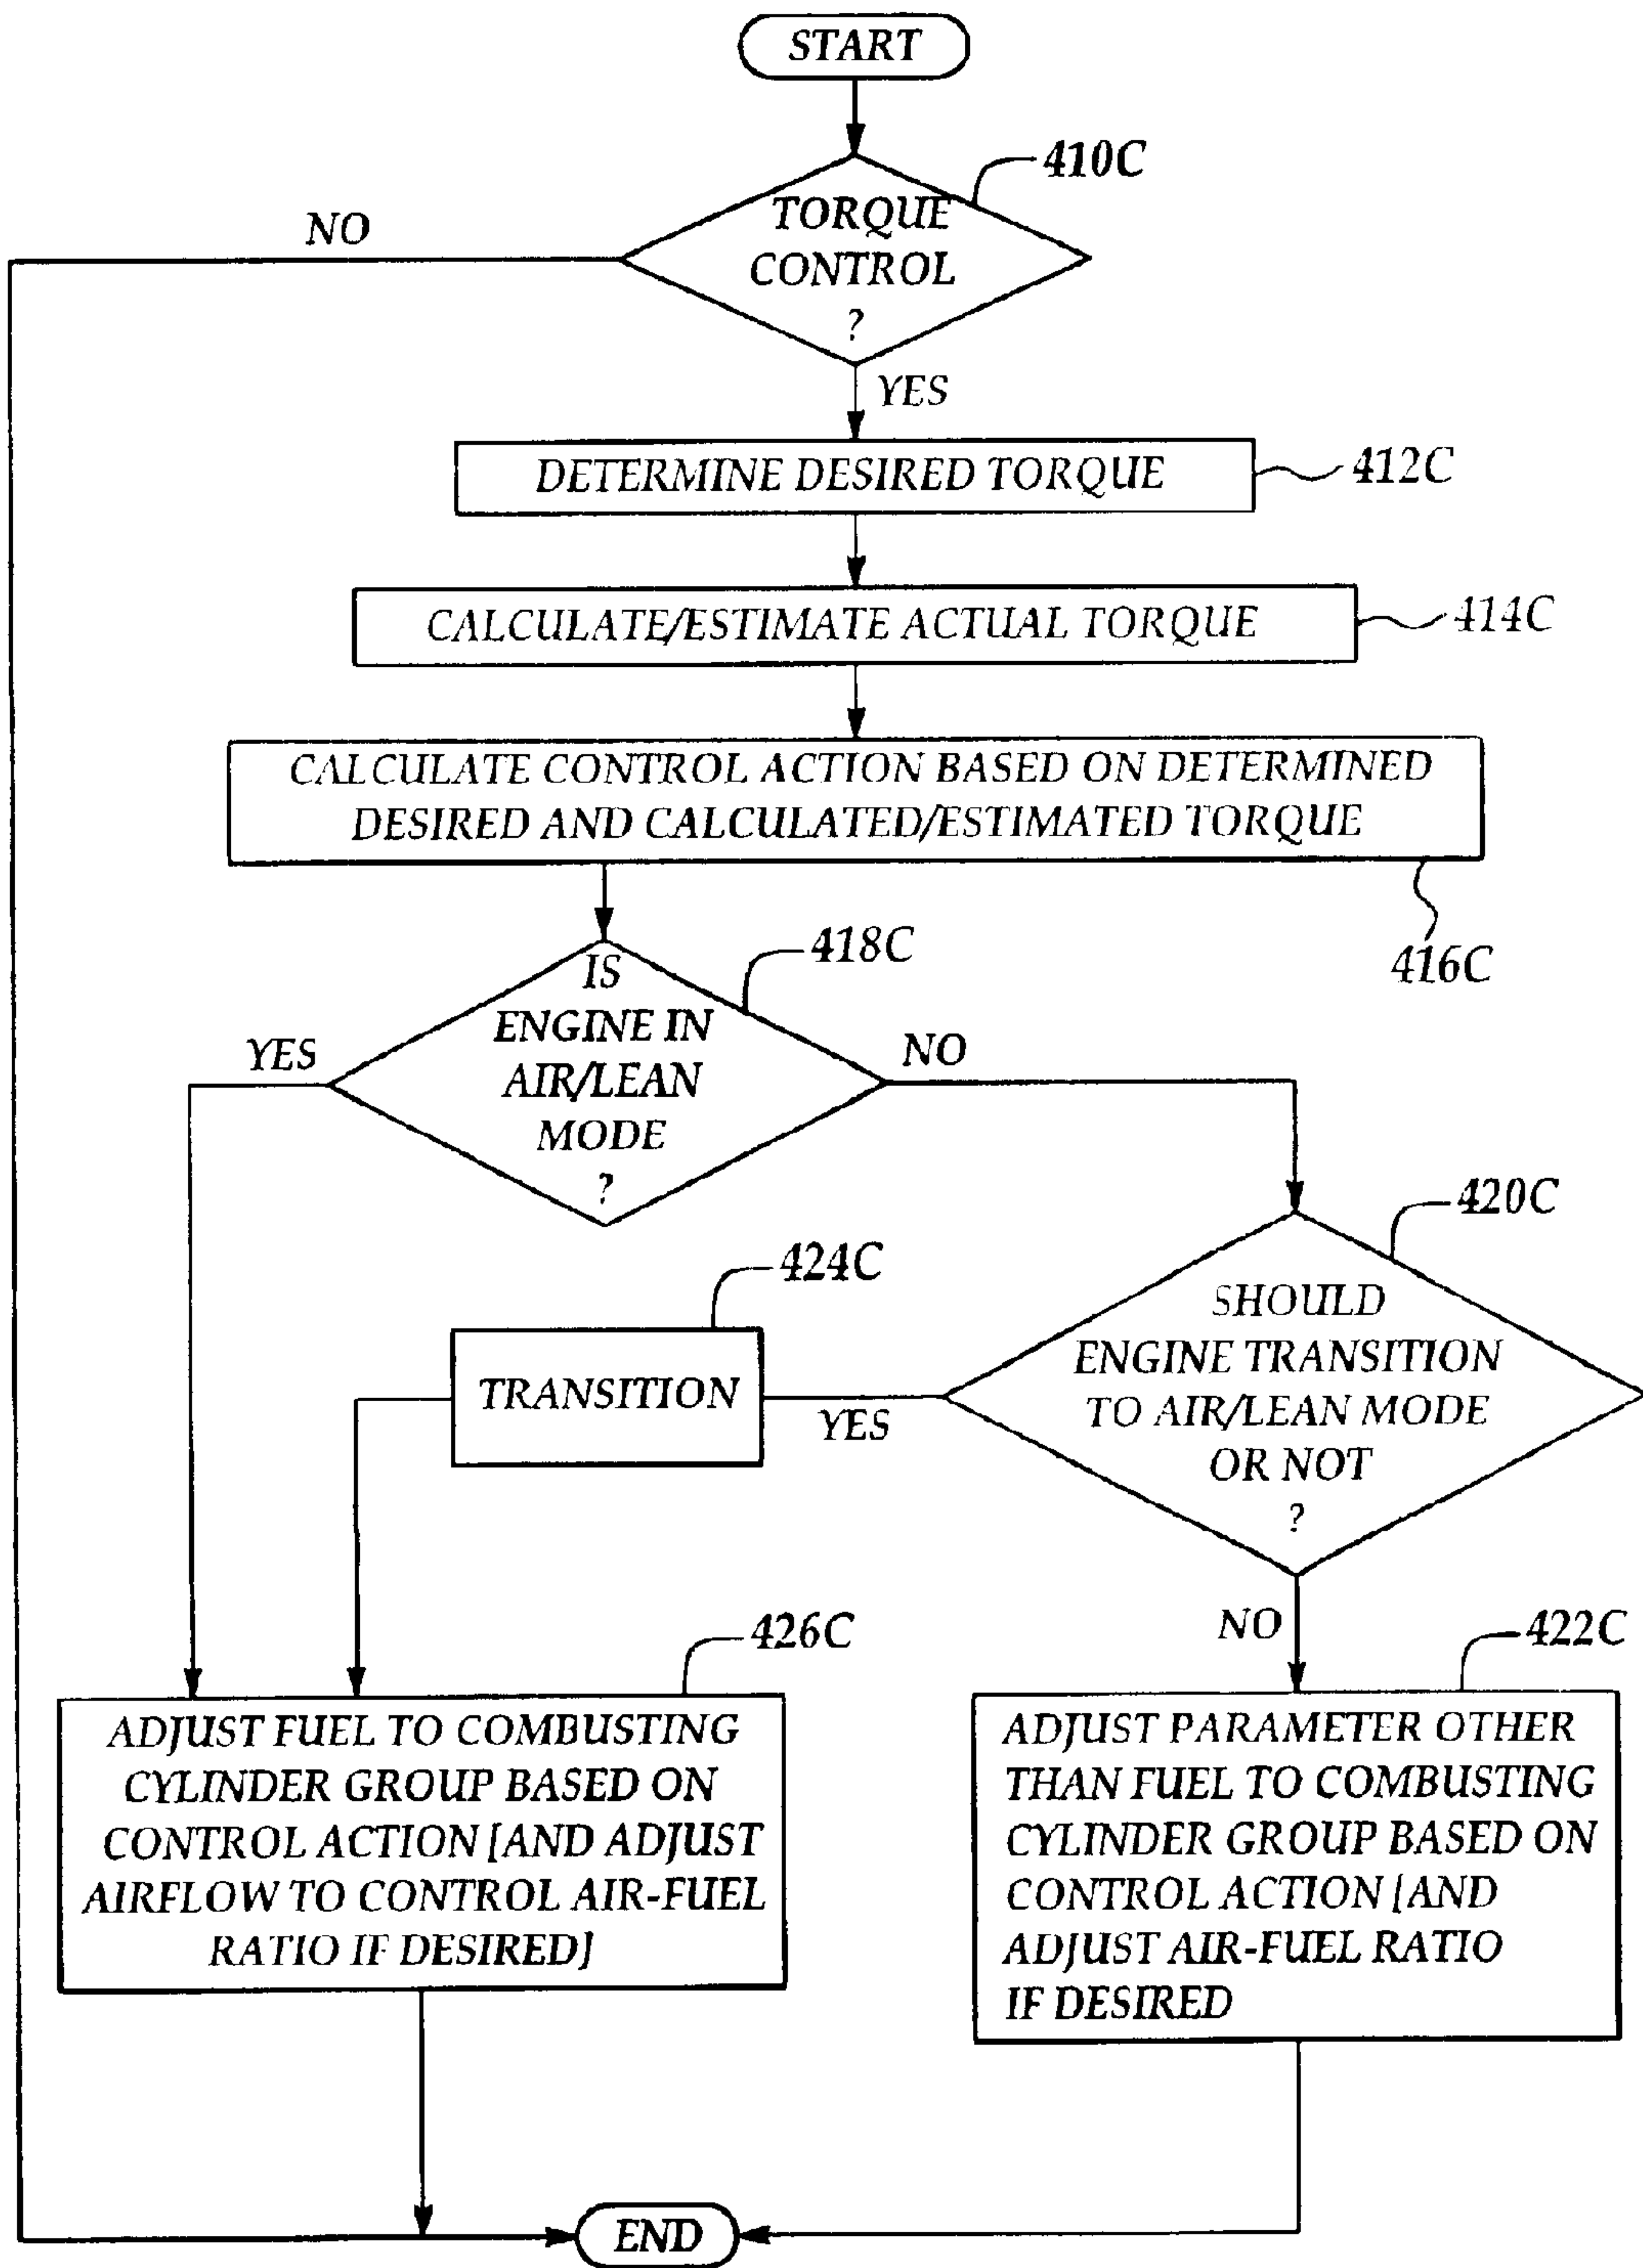 START
410C
TORQUE
CONTROL
?
NO
YES
DETERMINE DESIRED TORQUE
412C
CALCULATE/ESTIMATE ACTUAL TORQUE
414C
CALCULATE CONTROL ACTION BASED ON DETERMINED
DESIRED AND CALCULATED/ESTIMATED TORQUE
416C
418C
IS
ENGINE IN
AIR/LEAN
MODE
?
YES
NO
420C
SHOULD
ENGINE TRANSITION
TO AIR/LEAN MODE
OR NOT
?
424C
TRANSITION
YES
NO
426C
ADJUST FUEL TO COMBUSTING
CYLINDER GROUP BASED ON
CONTROL ACTION [AND ADJUST
AIRFLOW TO CONTROL AIR-FUEL
RATIO IF DESIRED]
422C
ADJUST PARAMETER OTHER
THAN FUEL TO COMBUSTING
CYLINDER GROUP BASED ON
CONTROL ACTION [AND
ADJUST AIR-FUEL RATIO
IF DESIRED
END